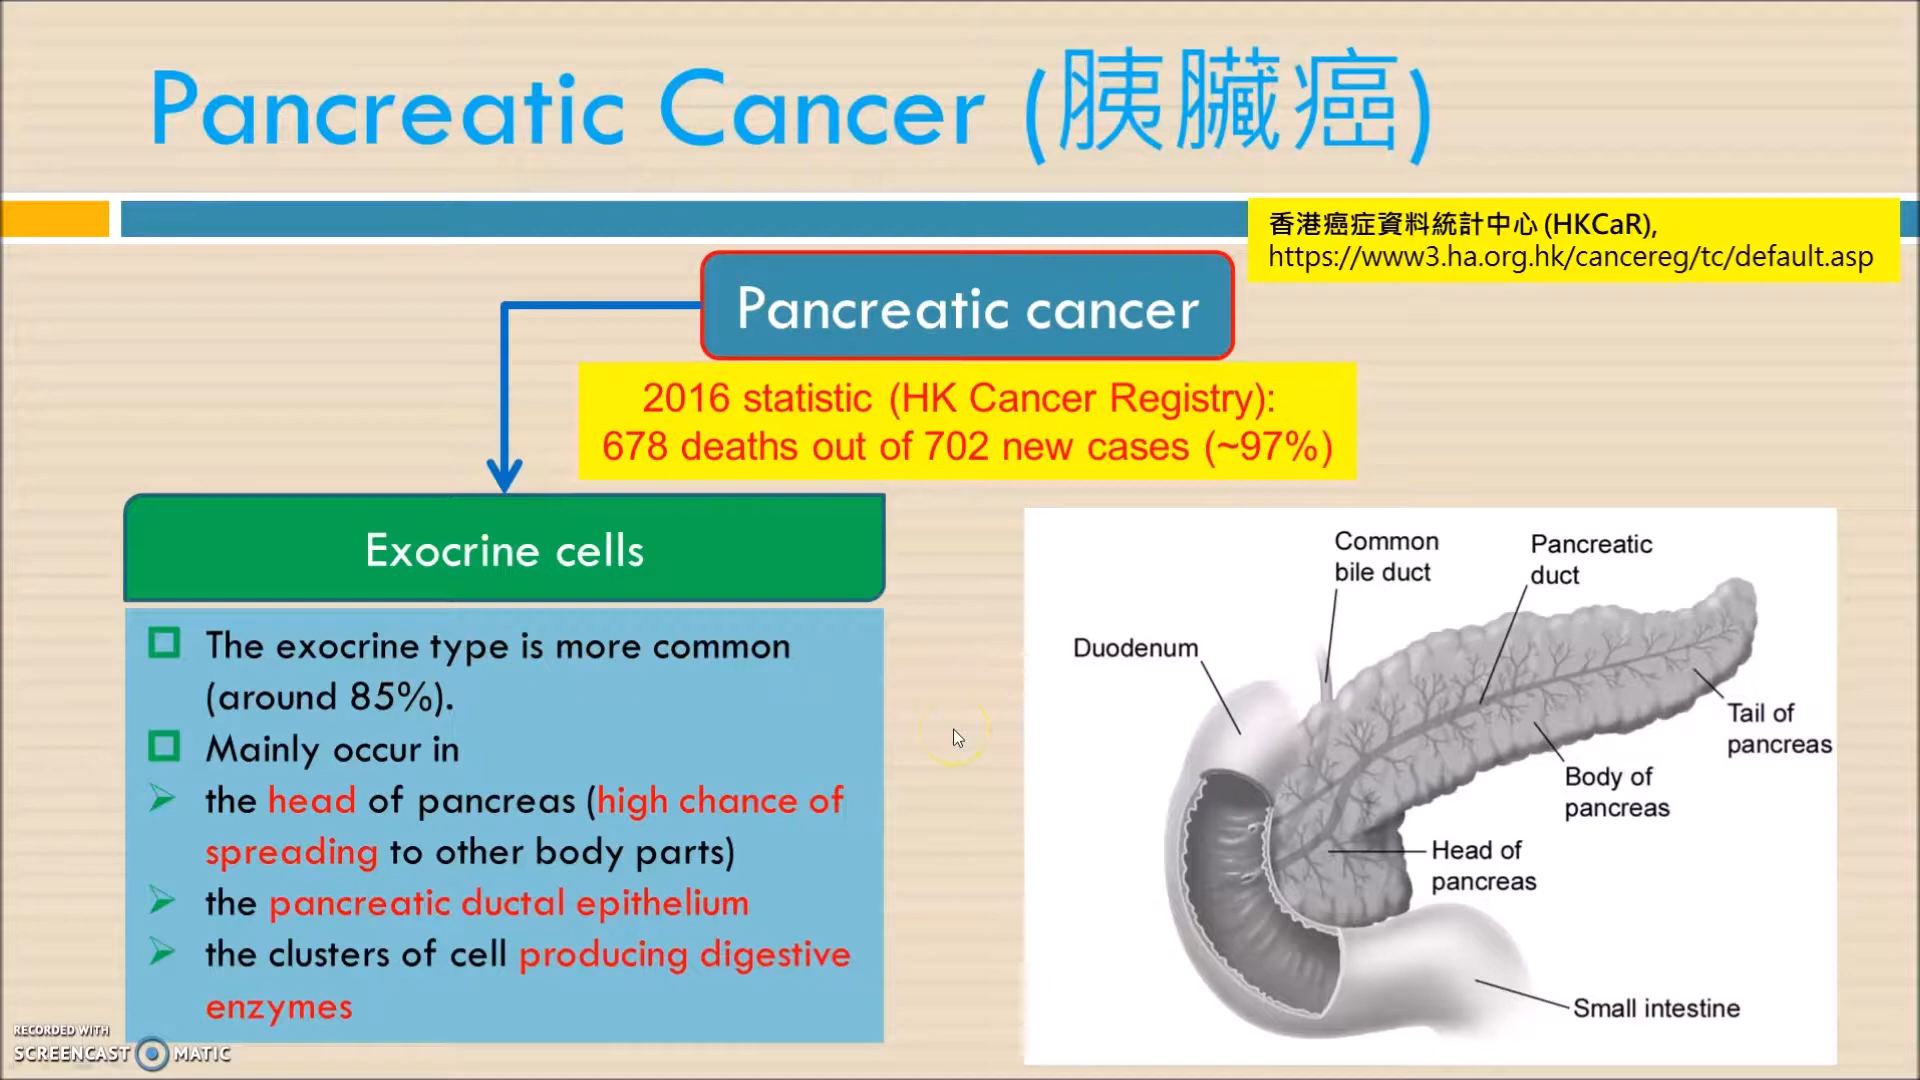 Pancreatic Cancer (胰臟癌)
香港癌症資料統計中心 (HKCaR),
https://www3.ha.org.hk/cancereg/tc/default.asp
Pancreatic cancer
2016 statistic (HK Cancer Registry):
678 deaths out of 702 new cases (~97%)
Exocrine cells
The exocrine type is more common
(around 85%).
Mainly occur in
the head of pancreas (high chance of
spreading to other body parts)
the pancreatic ductal epithelium
the clusters of cell producing digestive
enzymes
Common
bile duct
Pancreatic
duct
Duodenum
Tail of
pancreas
Body of
pancreas
Head of
pancreas
Small intestine
RECORDED WITH
SCREENCAST MATIC